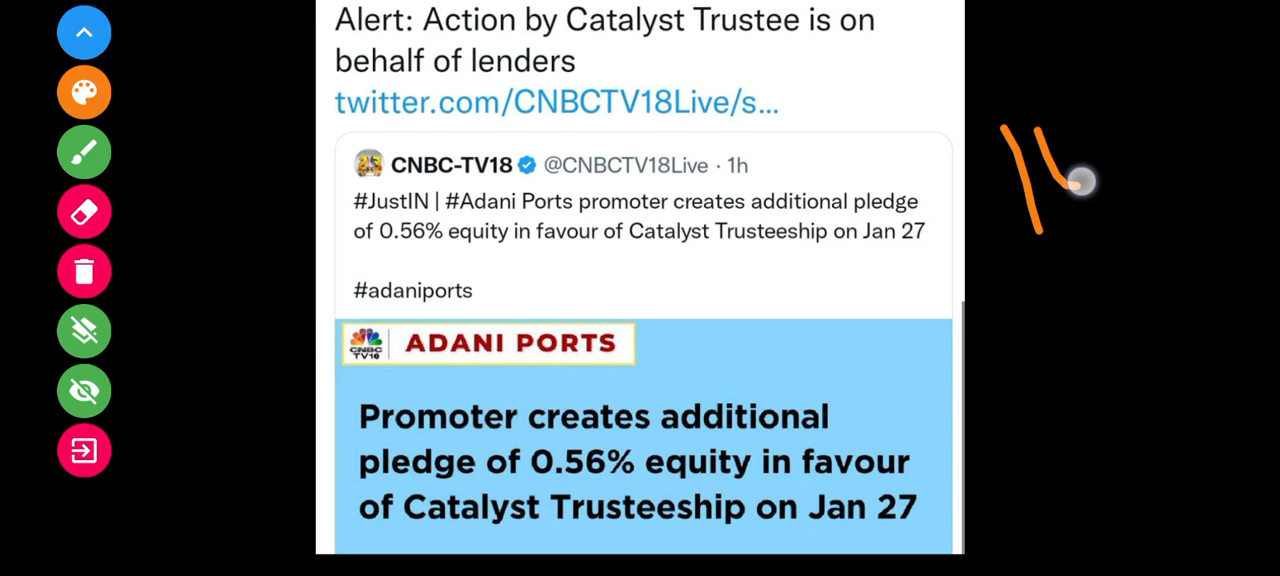 Alert: Action by Catalyst Trustee is on
behalf of lenders
twitter.com/CNBCTV18Live/s...
CNBC-TV18 @CNBCTV18Live · 1h
#JustIN | #Adani Ports promoter creates additional pledge
of 0.56% equity in favour of Catalyst Trusteeship on Jan 27
#adaniports
CNBC
TV18
ADANI PORTS
Promoter creates additional
pledge of 0.56% equity in favour
of Catalyst Trusteeship on Jan 27